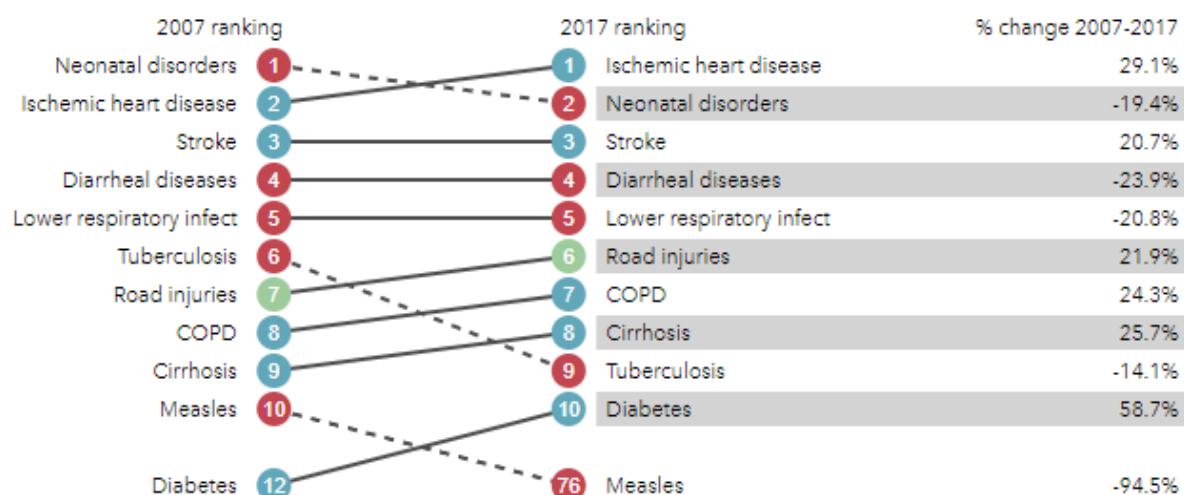 2007 ranking 2017 ranking % change 2007-2017
Neonatal disorders 1 1 Ischemic heart disease 29.1%
Ischemic heart disease 2 2 Neonatal disorders -19.4%
Stroke 3 3 Stroke 20.7%
Diarrheal diseases 4 4 Diarrheal diseases -23.9%
Lower respiratory infect 5 5 Lower respiratory infect -20.8%
Tuberculosis 6 6 Road injuries 21.9%
Road injuries 7 7 COPD 24.3%
COPD 8 8 Cirrhosis 25.7%
Cirrhosis 9 9 Tuberculosis -14.1%
Measles 10 10 Diabetes 58.7%
Diabetes 12 76 Measles -94.5%